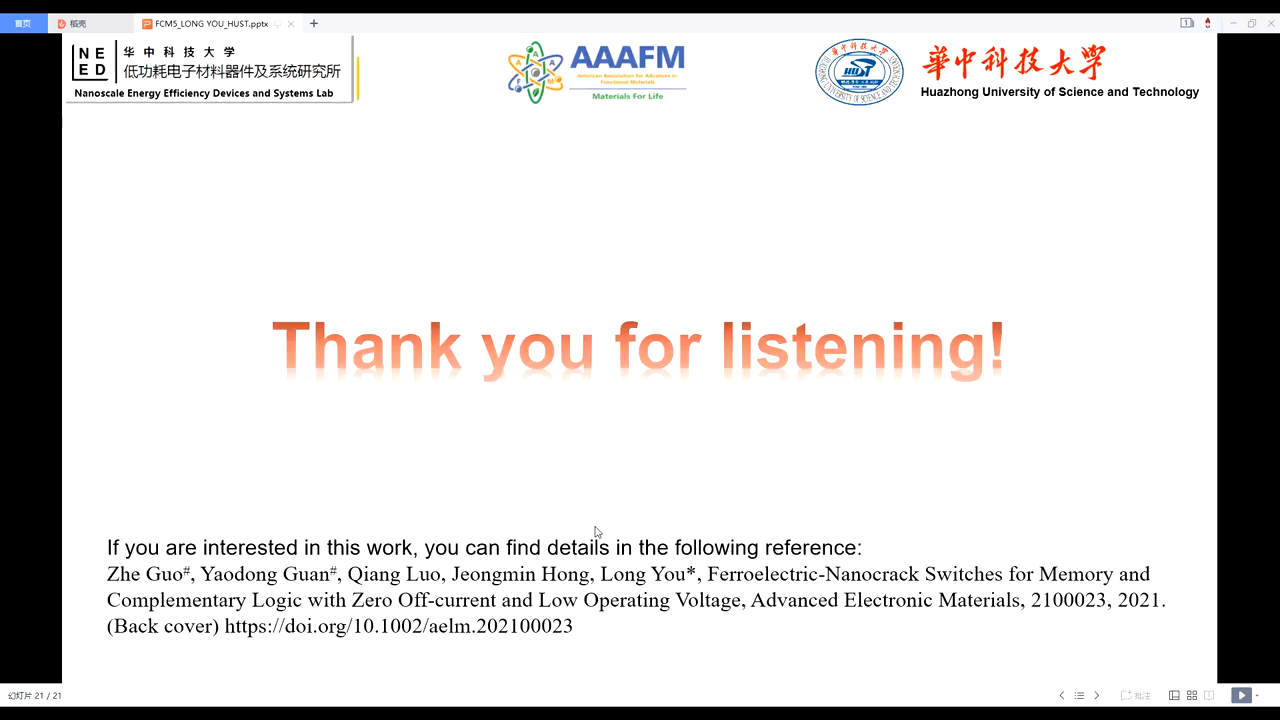 首页
稻壳
FCM5_LONG YOU_HUST.pptx
NE
ED
华中科技大学
低功耗电子材料器件及系统研究所
Nanoscale Energy Efficiency Devices and Systems Lab
AAAFM
American Association for Advances in
Functional Materials
Materials For Life
華中科技大学
Huazhong University of Science and Technology
Thank you for listening!
If you are interested in this work, you can find details in the following reference:
Zhe Guo#, Yaodong Guan#, Qiang Luo, Jeongmin Hong, Long You*, Ferroelectric-Nanocrack Switches for Memory and
Complementary Logic with Zero Off-current and Low Operating Voltage, Advanced Electronic Materials, 2100023, 2021.
(Back cover) https://doi.org/10.1002/aelm.202100023
幻灯片 21 / 21
批注